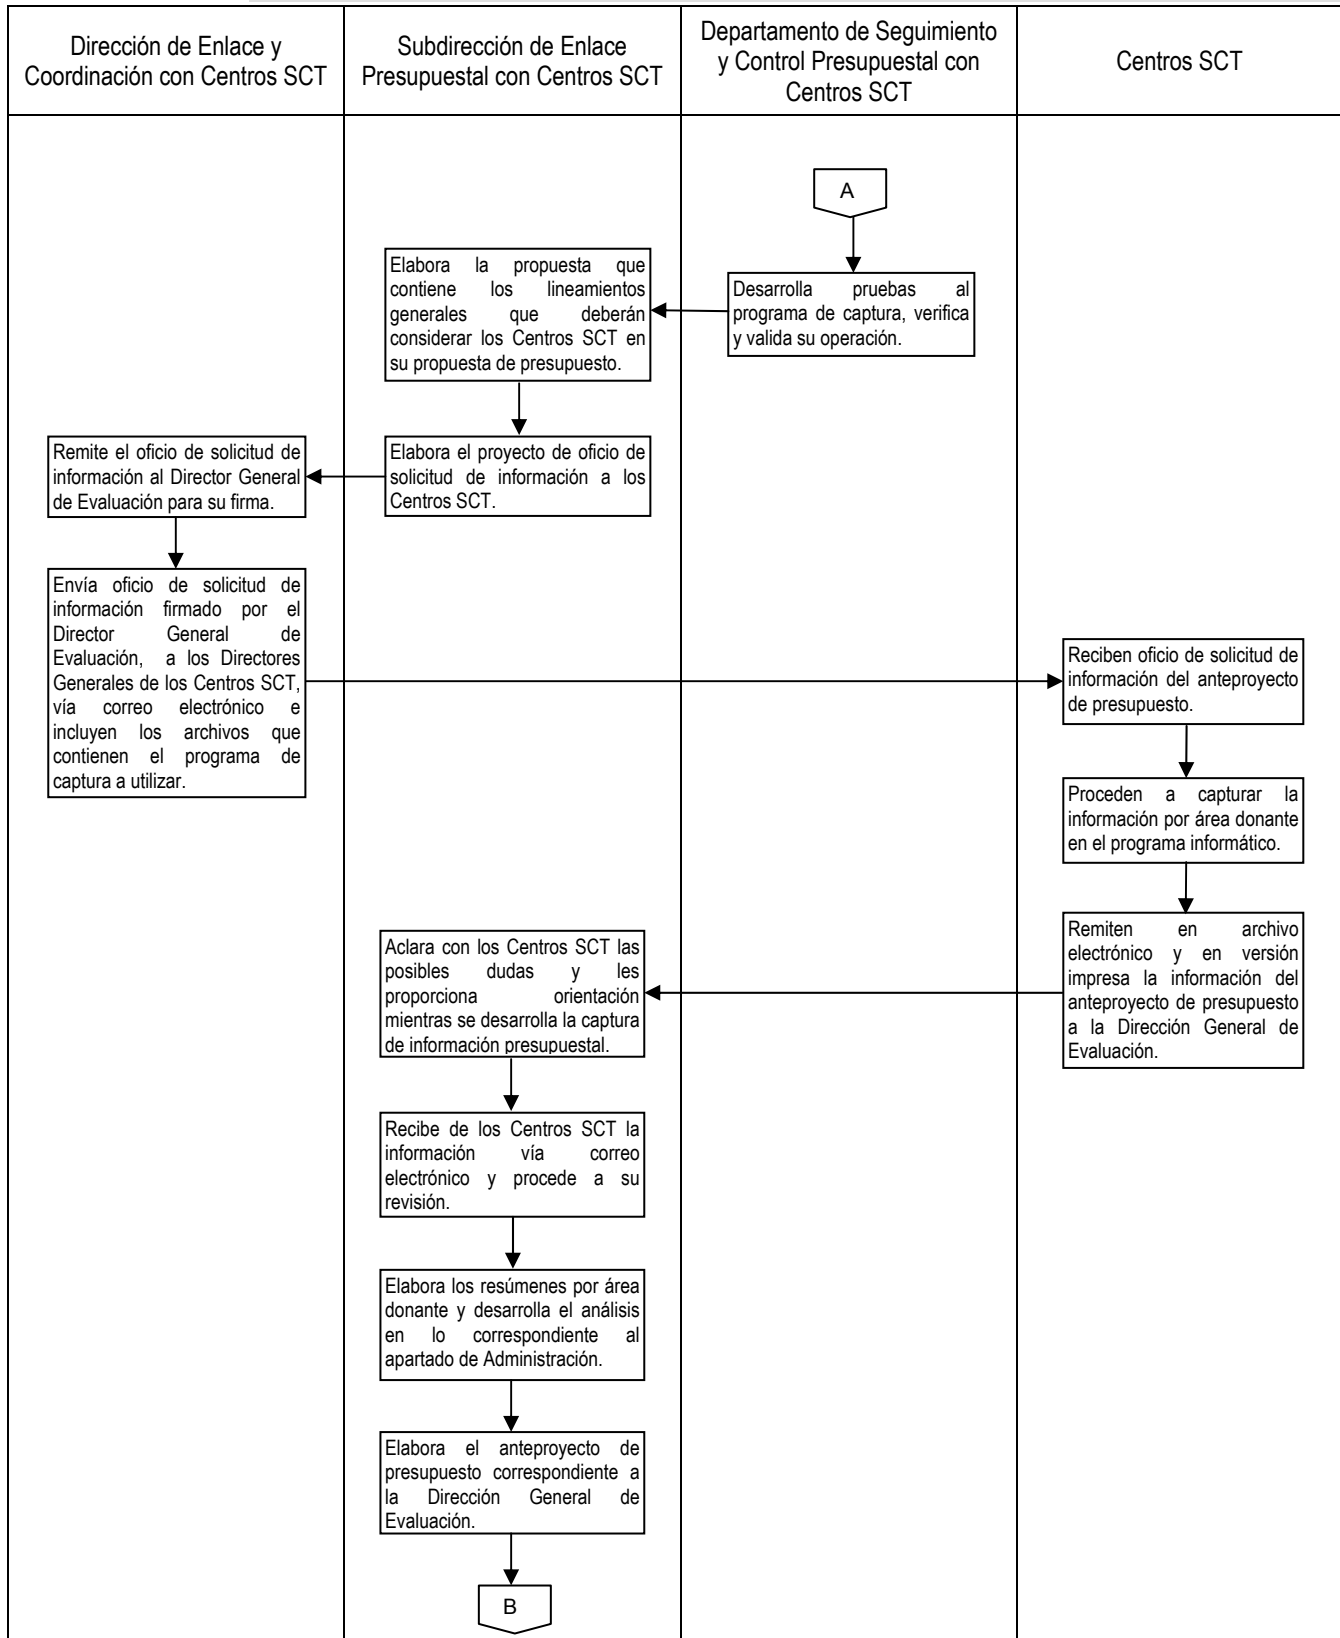 Dirección de Enlace y
Coordinación con Centros SCT
Subdirección de Enlace
Presupuestal con Centros SCT
Departamento de Seguimiento
y Control Presupuestal con
Centros SCT
Centros SCT
A
Desarrolla pruebas al
programa de captura, verifica
y valida su operación.
Elabora la propuesta que
contiene los lineamientos
generales que deberán
considerar los Centros SCT en
su propuesta de presupuesto.
Elabora el proyecto de oficio de
solicitud de información a los
Centros SCT.
Remite el oficio de solicitud de
información al Director General
de Evaluación para su firma.
Envía oficio de solicitud de
información firmado por el
Director General de
Evaluación, a los Directores
Generales de los Centros SCT,
vía correo electrónico e
incluyen los archivos que
contienen el programa de
captura a utilizar.
Reciben oficio de solicitud de
información del anteproyecto
de presupuesto.
Proceden a capturar la
información por área donante
en el programa informático.
Remiten en archivo
electrónico y en versión
impresa la información del
anteproyecto de presupuesto
a la Dirección General de
Evaluación.
Aclara con los Centros SCT las
posibles dudas y les
proporciona orientación
mientras se desarrolla la captura
de información presupuestal.
Recibe de los Centros SCT la
información vía correo
electrónico y procede a su
revisión.
Elabora los resúmenes por área
donante y desarrolla el análisis
en lo correspondiente al
apartado de Administración.
Elabora el anteproyecto de
presupuesto correspondiente a
la Dirección General de
Evaluación.
B